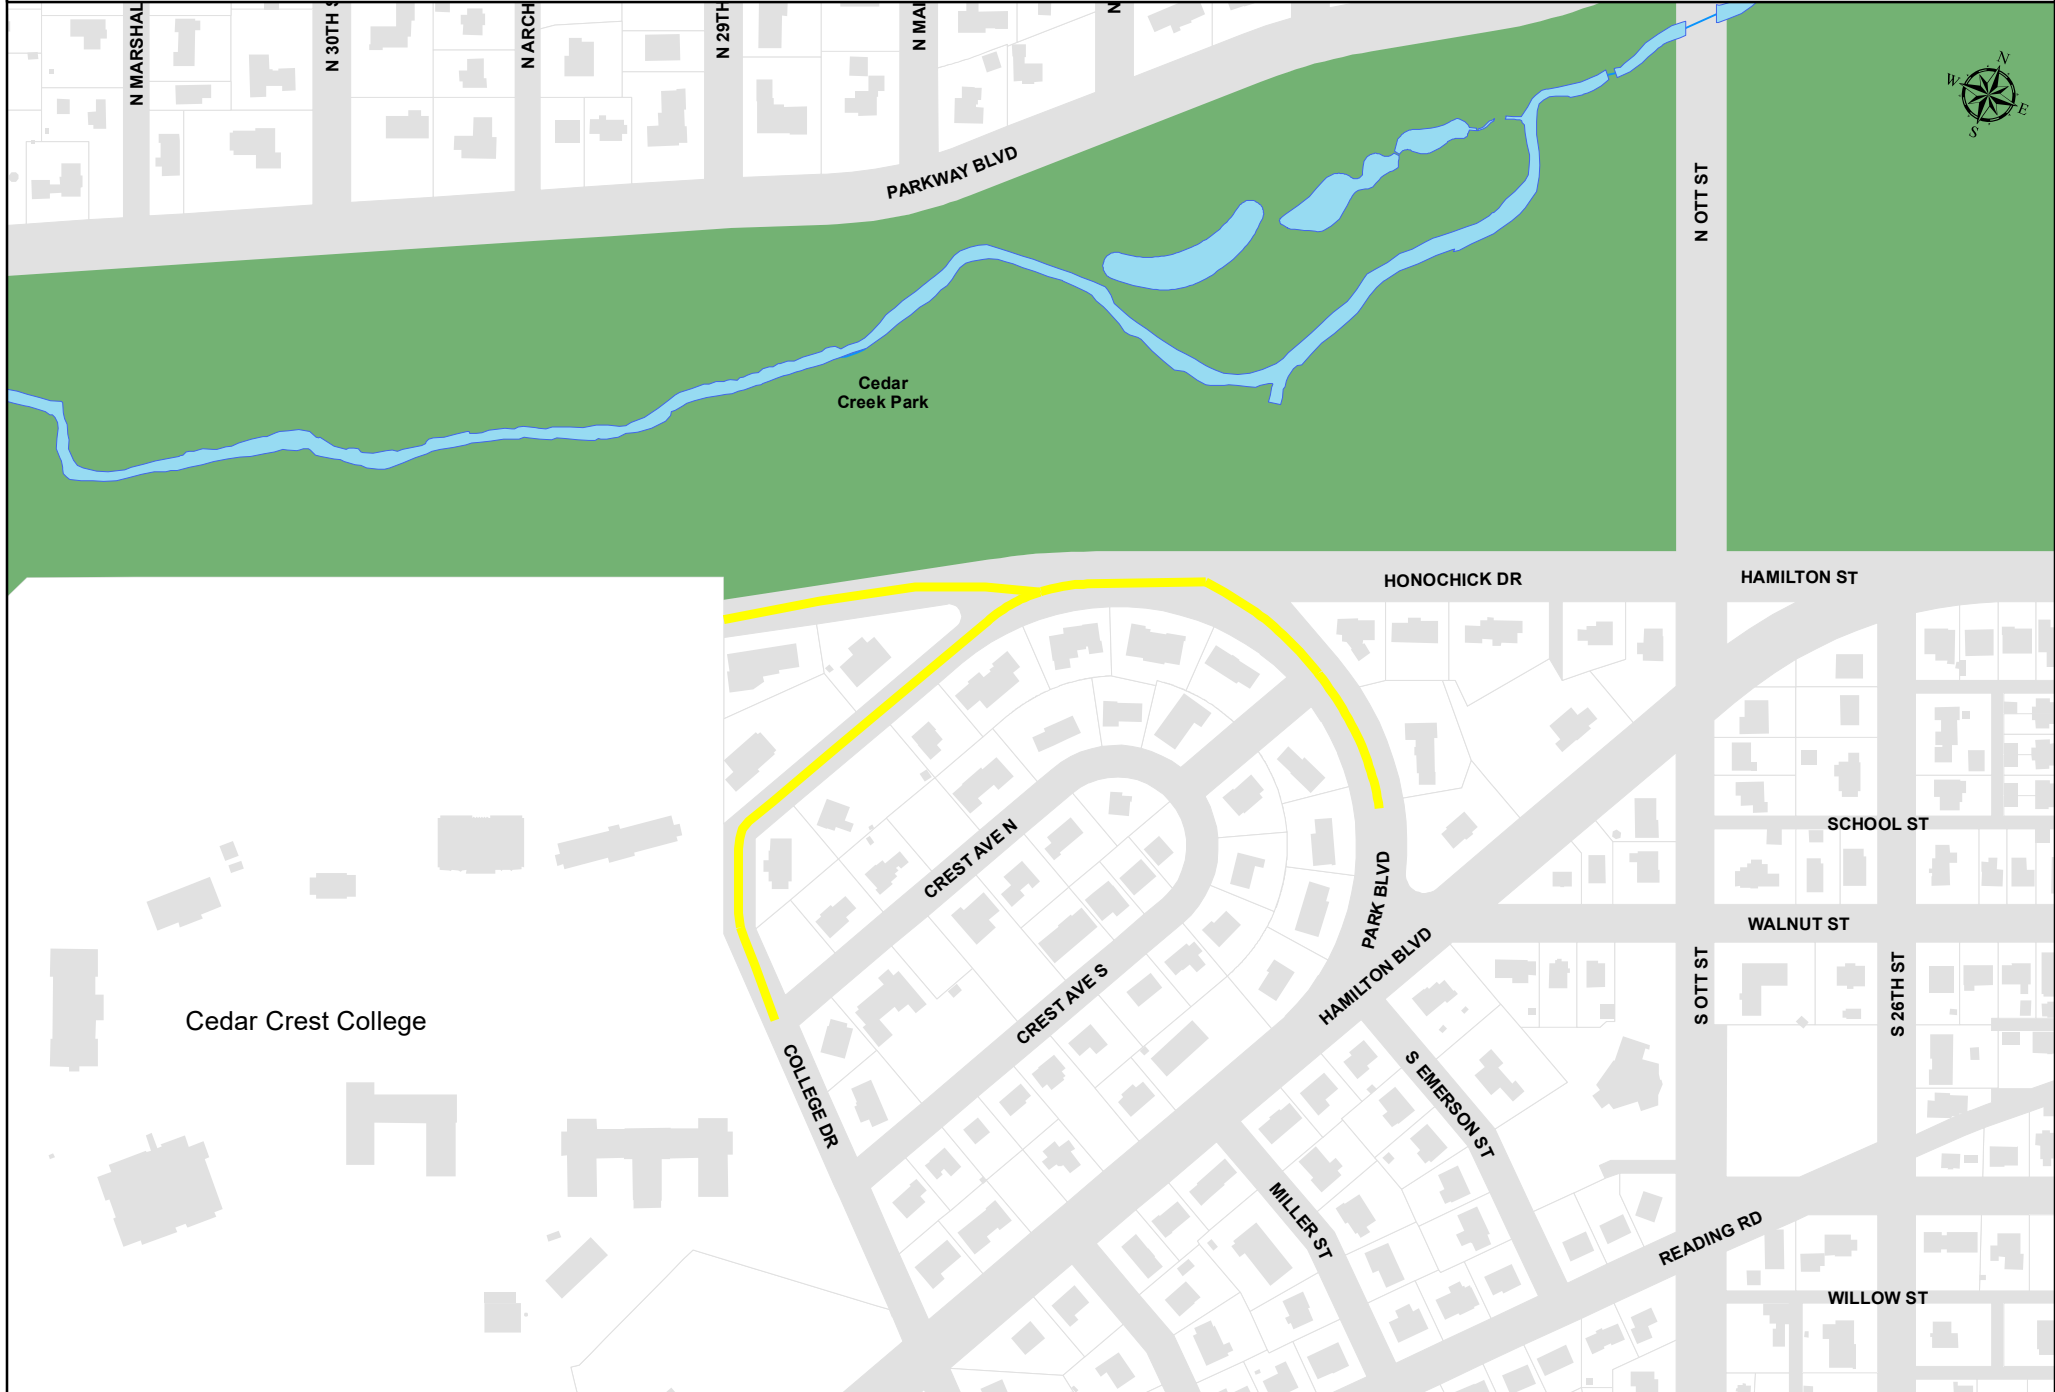 N MARSHAL
N 30TH S
N ARCH
N 29TH
N MA
N
N
W
E
S
PARKWAY BLVD
N OTT ST
Cedar
Creek Park
HONOCHICK DR
HAMILTON ST
SCHOOL ST
CREST AVE N
PARK BLVD
WALNUT ST
HAMILTON BLVD
CREST AVE S
S OTT ST
S 26TH ST
Cedar Crest College
COLLEGE DR
S EMERSON ST
MILLER ST
READING RD
WILLOW ST